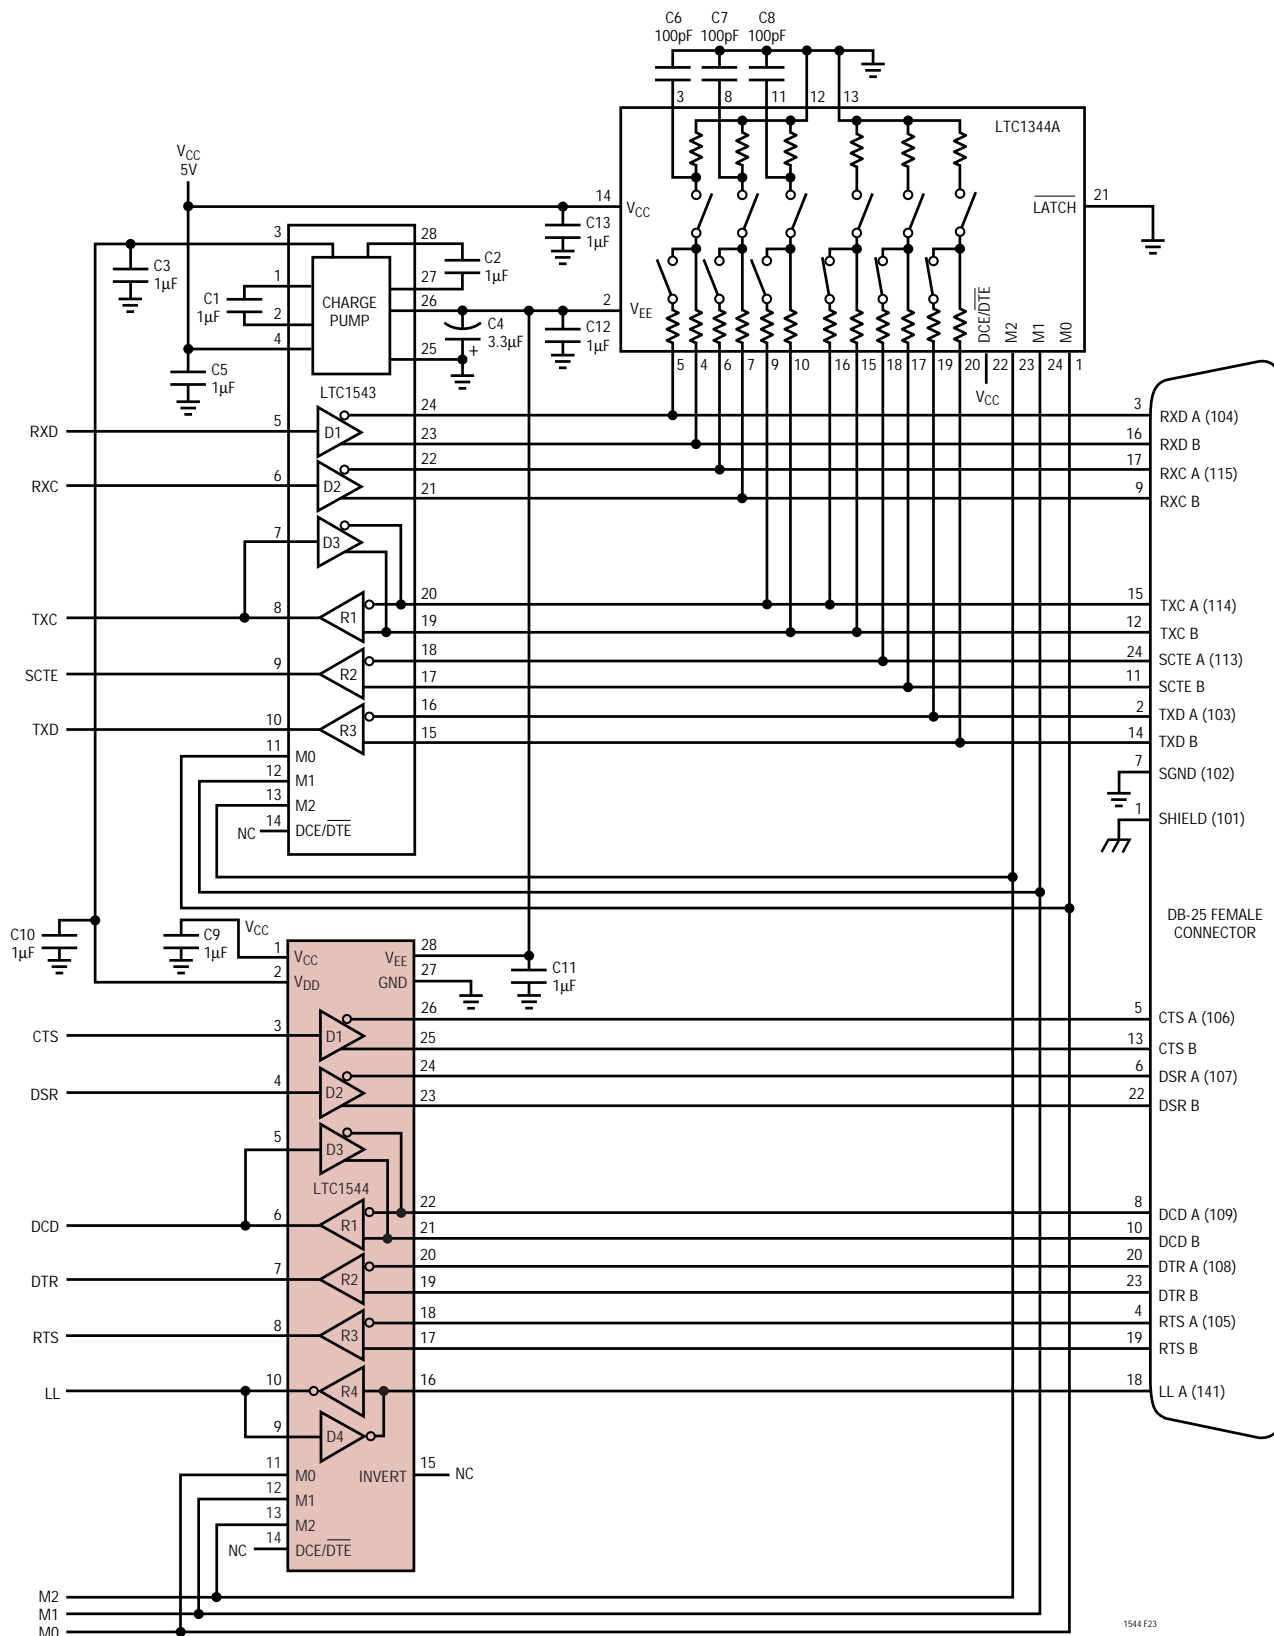 C6 C7 C8
100pF 100pF 100pF
3 8 11 12 13
LTC1344A
VCC
5V
14 VCC
LATCH 21
C13
1µF
3 28
C3
1µF
C2
1µF
1 27
C1
1µF
CHARGE
PUMP
2 26
2 VEE
C4
3.3µF
+
C12
1µF
4 25
DCE/DTE M2 M1 M0
C5
1µF
LTC1543
5 4 6 7 9 10 16 15 18 17 19 20 22 23 24 1
VCC
RXD 5 D1 24 3 RXD A (104)
23 16 RXD B
RXC 6 D2 22 17 RXC A (115)
21 9 RXC B
7 D3
TXC 8 R1 20 15 TXC A (114)
19 12 TXC B
SCTE 9 R2 18 24 SCTE A (113)
17 11 SCTE B
TXD 10 R3 16 2 TXD A (103)
15 14 TXD B
11 M0
7 SGND (102)
12 M1
13 M2
1 SHIELD (101)
NC 14 DCE/DTE
DB-25 FEMALE
CONNECTOR
C10
1µF
C9
1µF
VCC
1 VCC VEE 28
2 VDD GND 27
C11
1µF
CTS 3 D1 26 5 CTS A (106)
25 13 CTS B
DSR 4 D2 24 6 DSR A (107)
23 22 DSR B
5 D3
LTC1544
DCD 6 R1 22 8 DCD A (109)
21 10 DCD B
DTR 7 R2 20 20 DTR A (108)
19 23 DTR B
RTS 8 R3 18 4 RTS A (105)
17 19 RTS B
LL 10 R4 16 18 LL A (141)
9 D4
11 M0 INVERT 15 NC
12 M1
13 M2
NC 14 DCE/DTE
M2
M1
M0
1544 F23